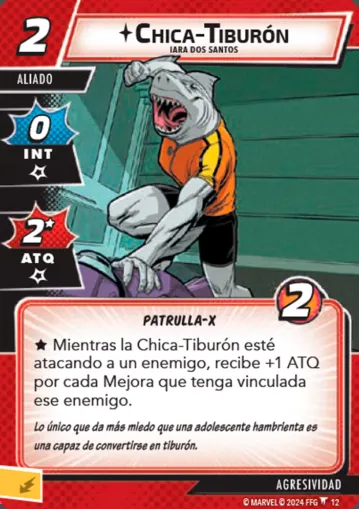 2
CHICA-TIBURÓN
IARA DOS SANTOS
ALIADO
0
INT
2*
ATQ
2
PATRULLA-X
★ Mientras la Chica-Tiburón esté
atacando a un enemigo, recibe +1 ATQ
por cada Mejora que tenga vinculada
ese enemigo.
Lo único que da más miedo que una adolescente hambrienta es
una capaz de convertirse en tiburón.
AGRESIVIDAD
© MARVEL © 2024 FFG 12